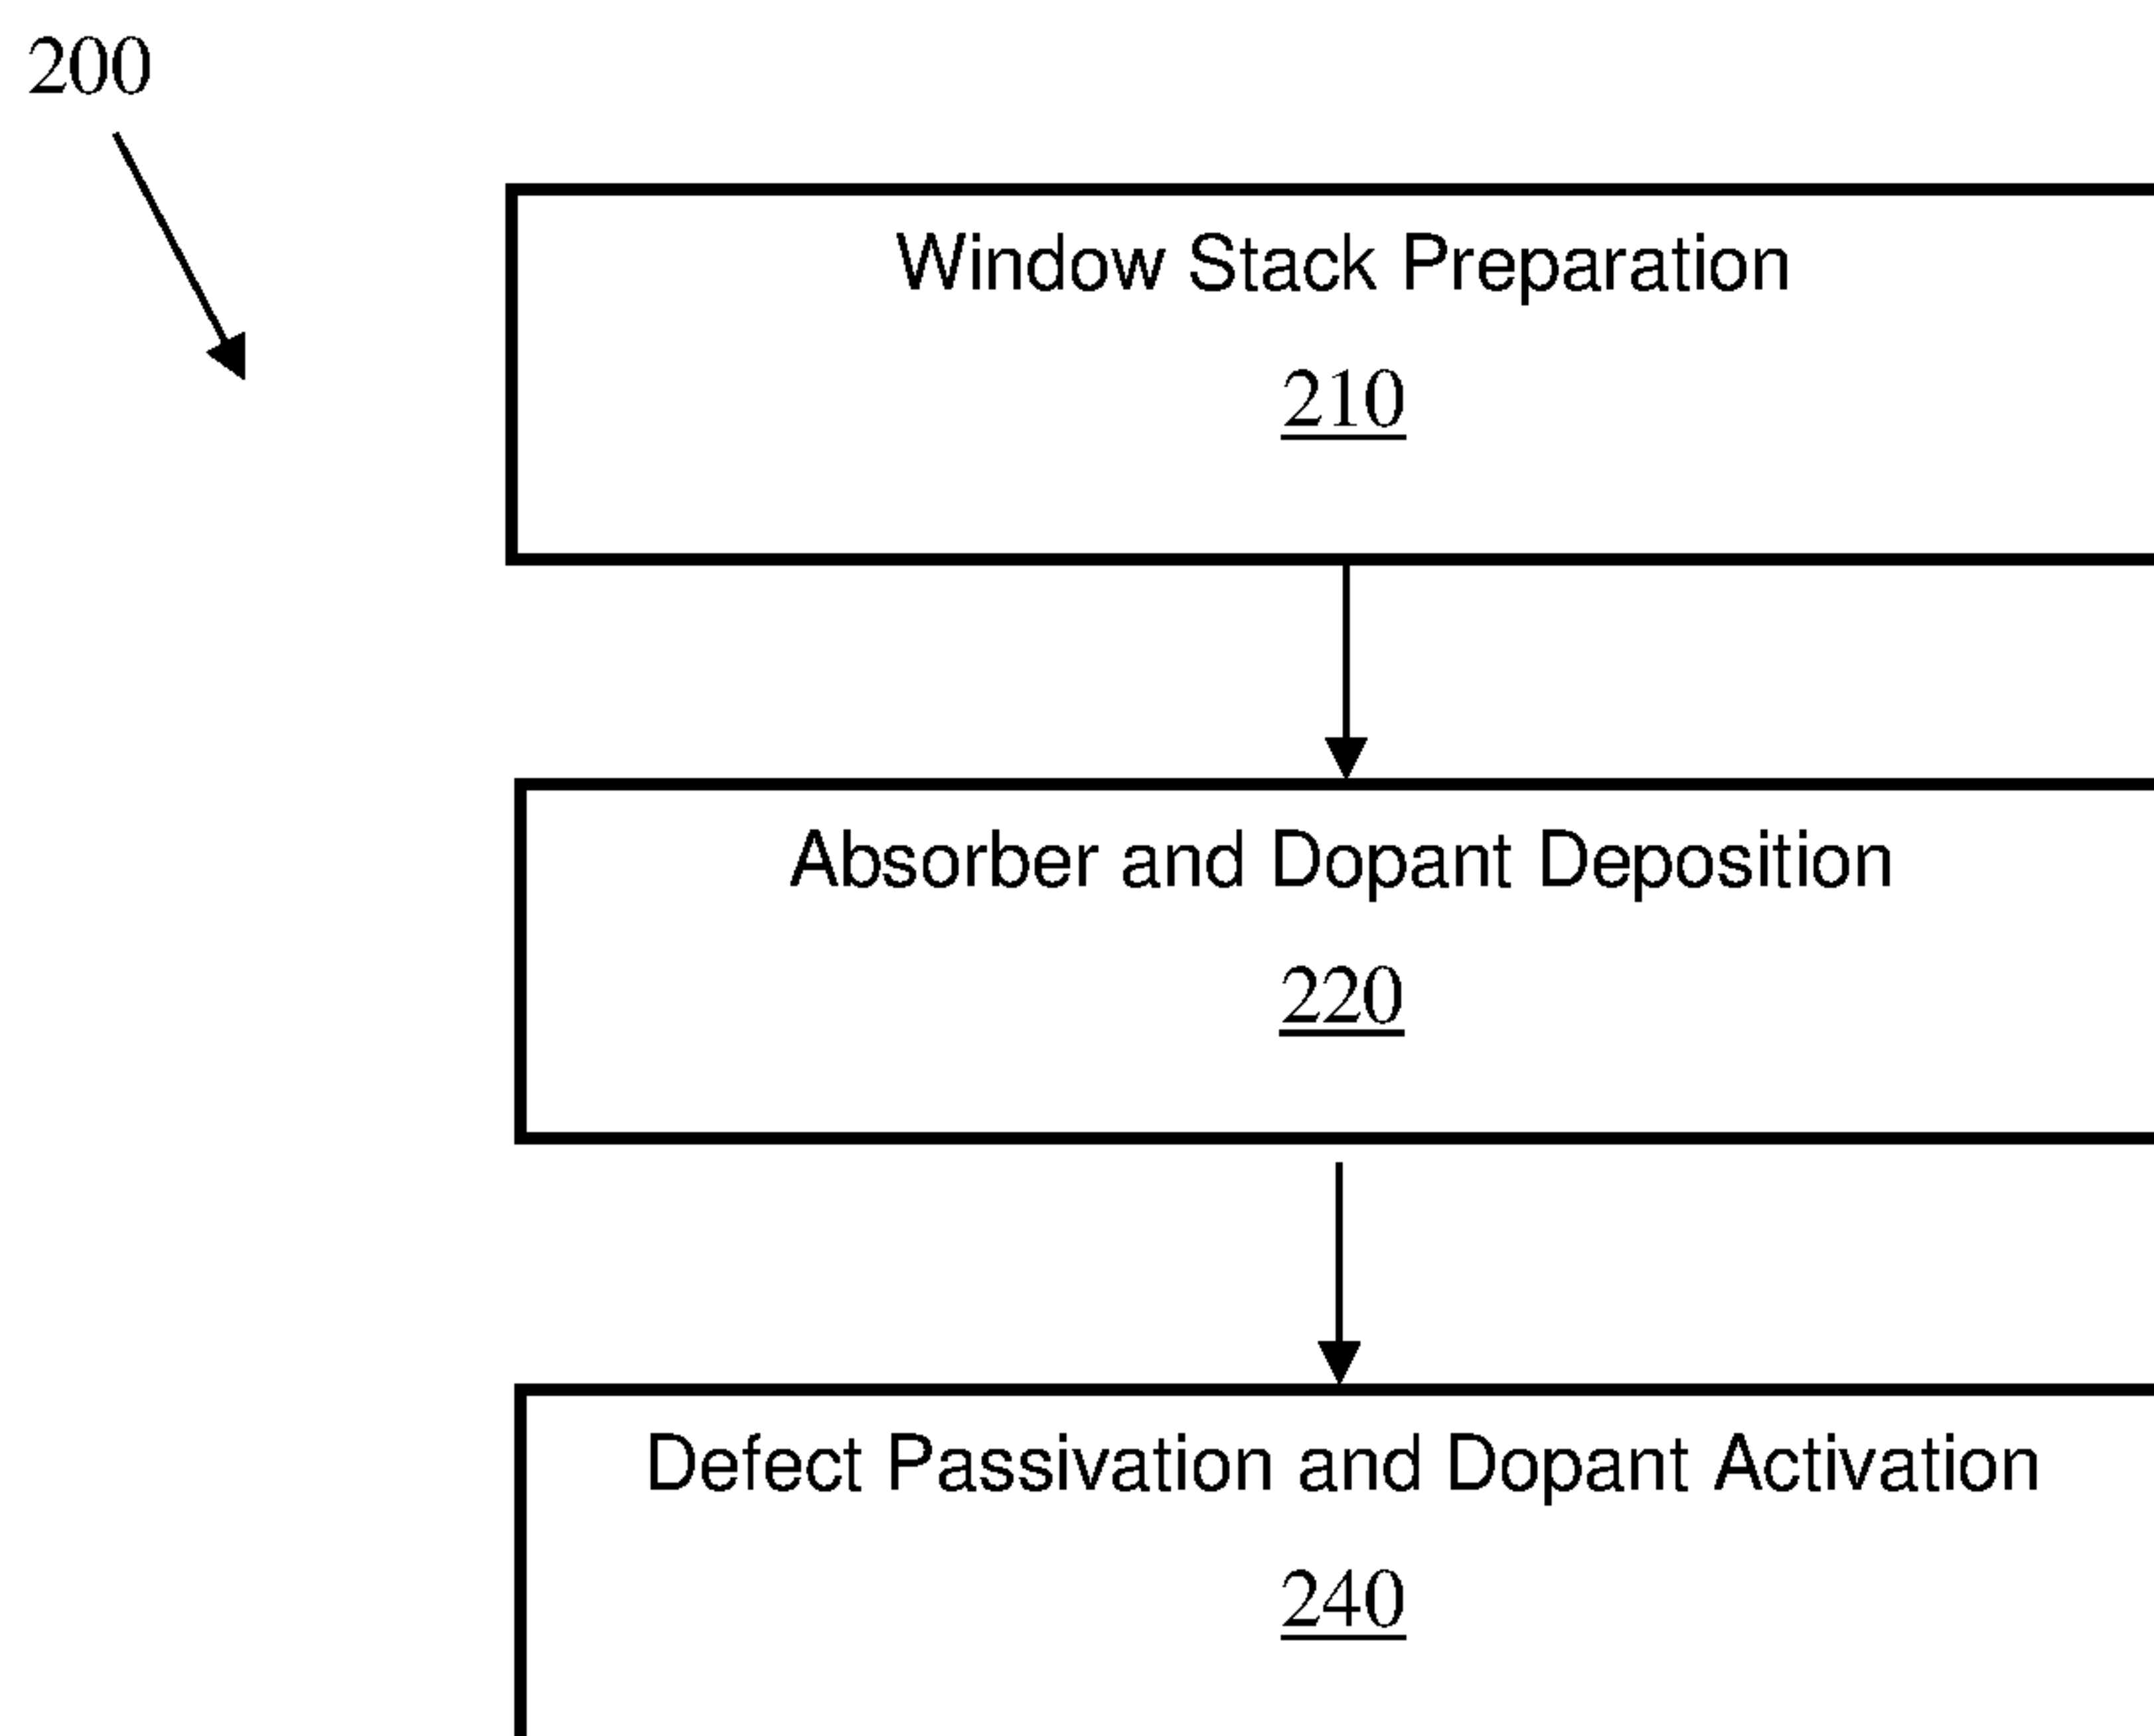 200
Window Stack Preparation
210
Absorber and Dopant Deposition
220
Defect Passivation and Dopant Activation
240